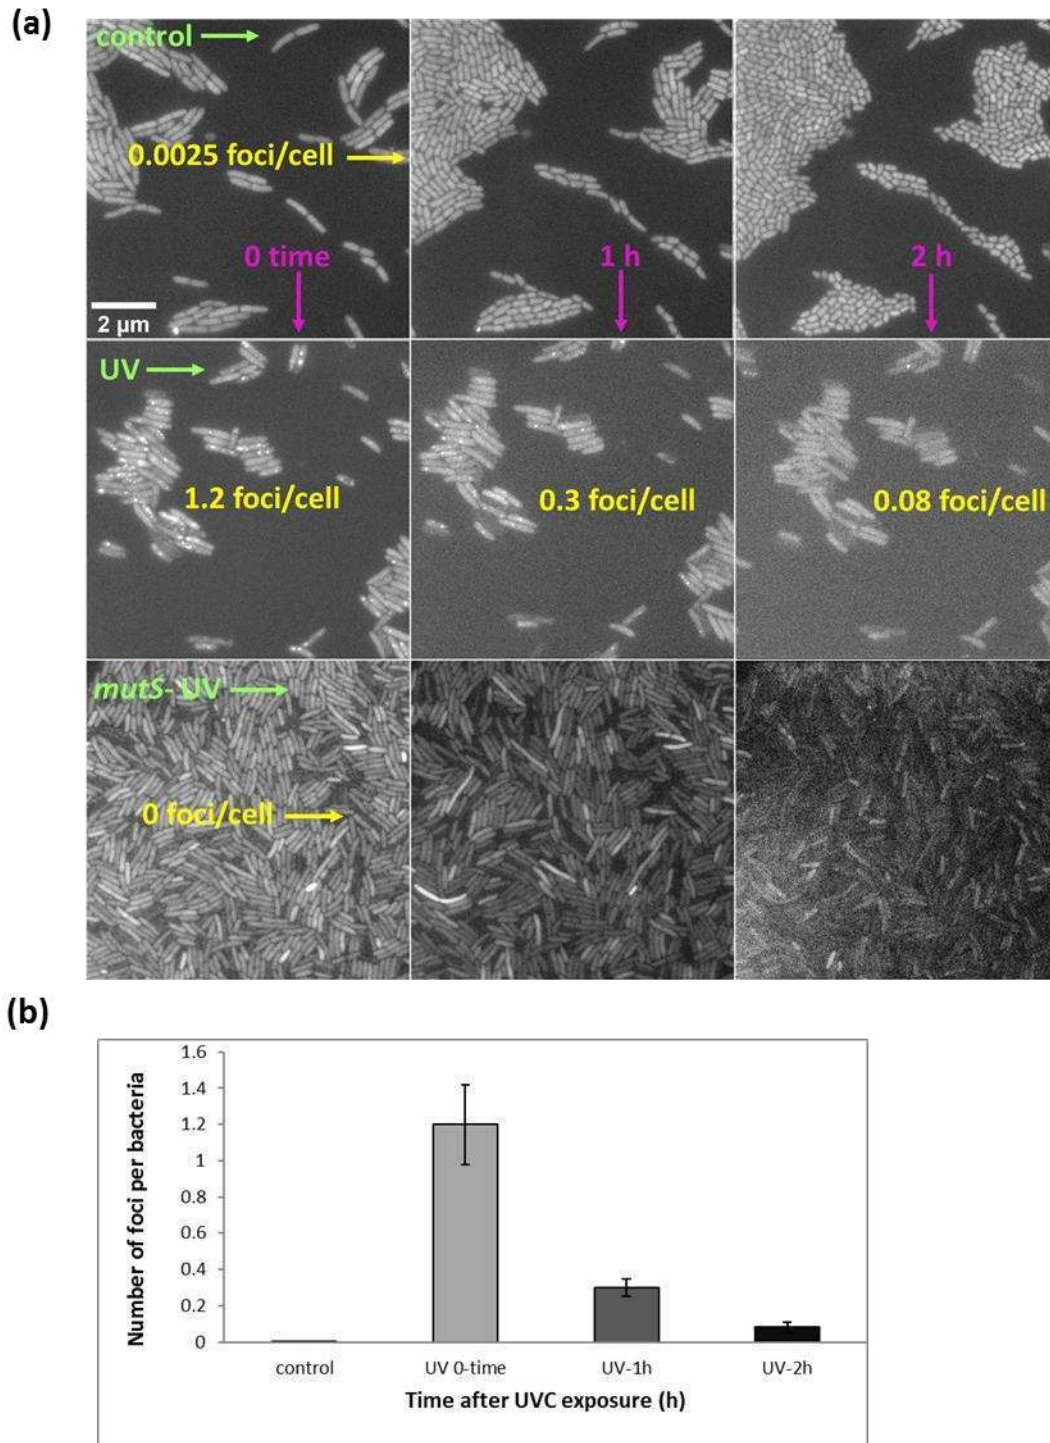 (a)
control
0.0025 foci/cell
0 time
1 h
2 h
2 μm
UV
1.2 foci/cell
0.3 foci/cell
0.08 foci/cell
mutS- UV
0 foci/cell
(b)
Number of foci per bacteria
1.6
1.4
1.2
1
0.8
0.6
0.4
0.2
0
control UV 0-time UV-1h UV-2h
Time after UVC exposure (h)